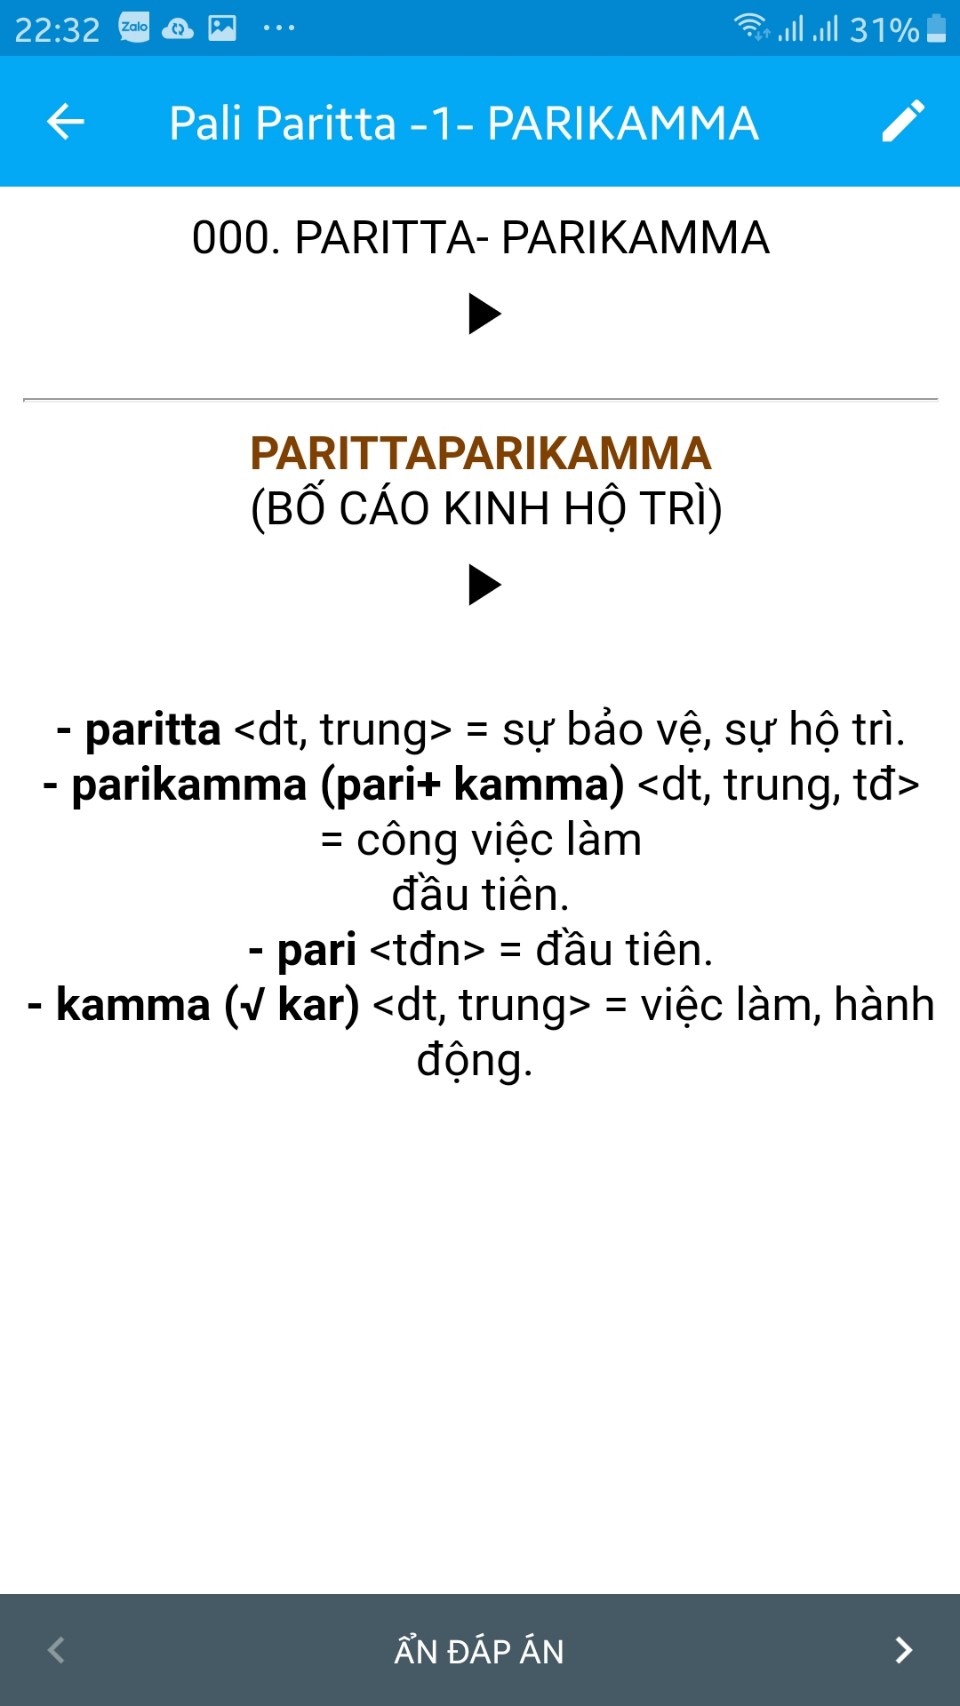 22:32 Zalo 31%
Pali Paritta -1- PARIKAMMA
000. PARITTA- PARIKAMMA
PARITTAPARIKAMMA
(BỐ CÁO KINH HỘ TRÌ)
- paritta <dt, trung> = sự bảo vệ, sự hộ trì.
- parikamma (pari+ kamma) <dt, trung, tđ>
= công việc làm
đầu tiên.
- pari <tđn> = đầu tiên.
- kamma (√ kar) <dt, trung> = việc làm, hành
động.
ẨN ĐÁP ÁN